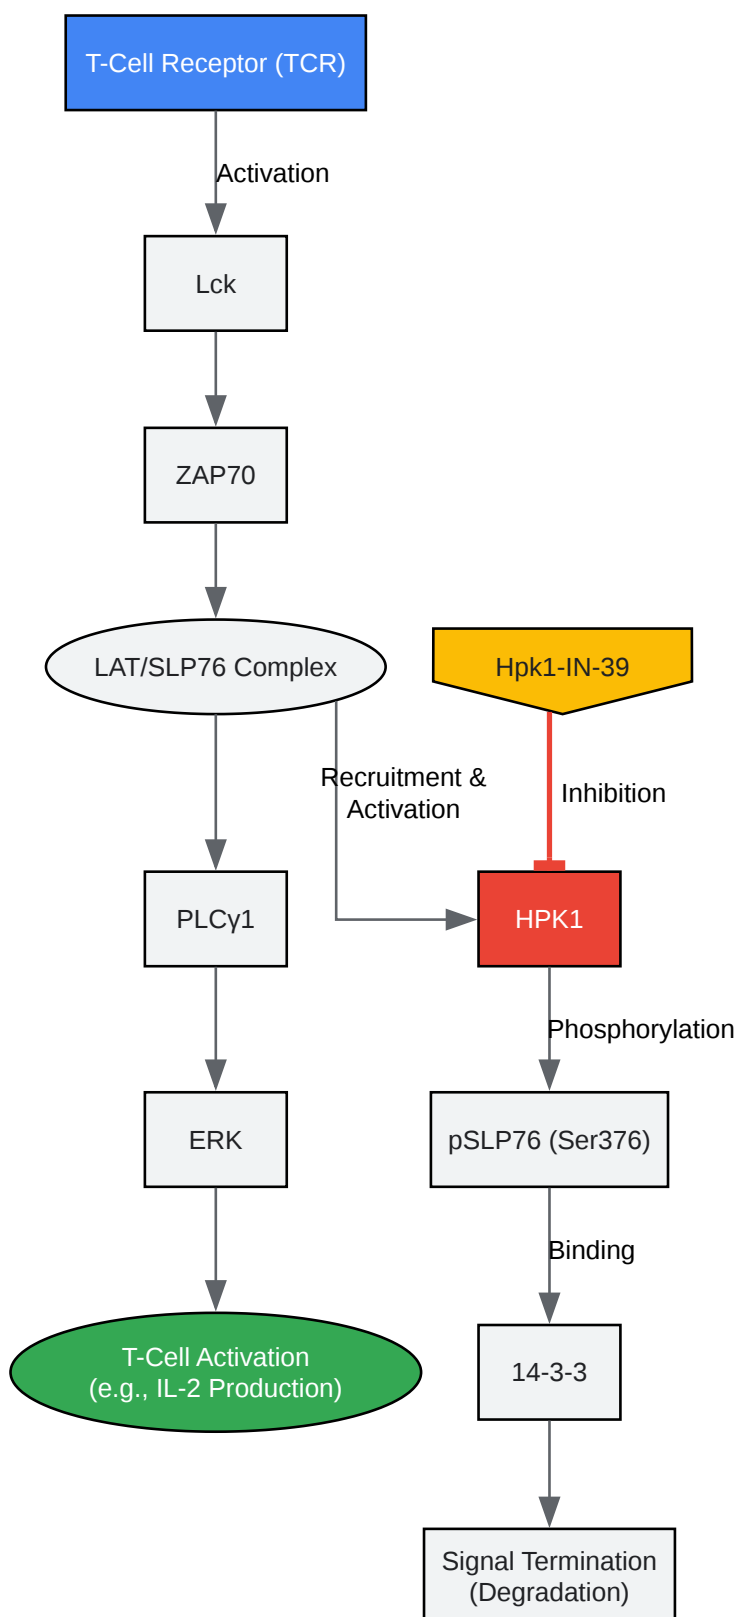 T-Cell Receptor (TCR)
Activation
Lck
ZAP70
LAT/SLP76 Complex
Hpk1-IN-39
Recruitment &
Activation
Inhibition
PLCγ1
HPK1
Phosphorylation
ERK
pSLP76 (Ser376)
Binding
T-Cell Activation
(e.g., IL-2 Production)
14-3-3
Signal Termination
(Degradation)